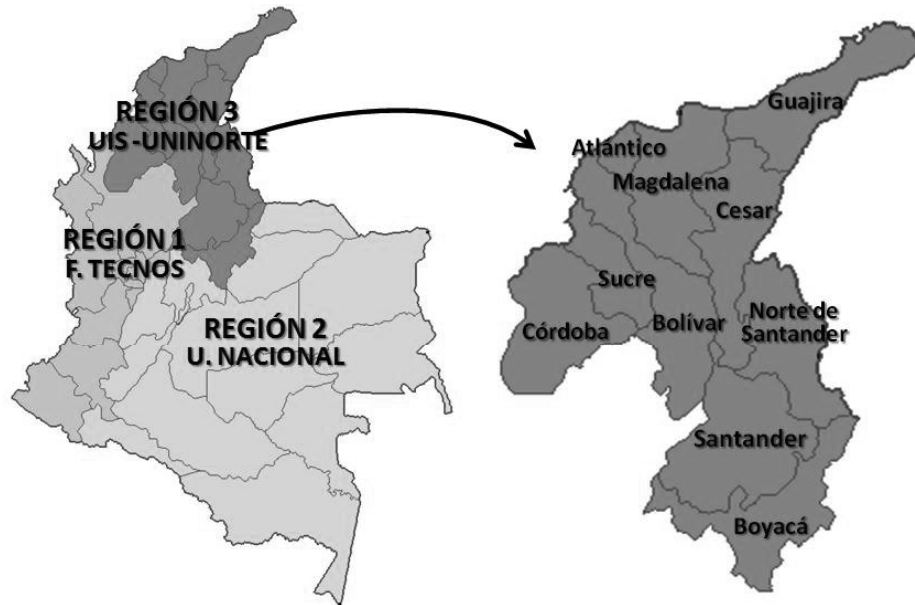 REGIÓN 3
UIS -UNINORTE
REGIÓN 1
F. TECNOS
REGIÓN 2
U. NACIONAL
Guajira
Atlántico
Magdalena
Cesar
Sucre
Córdoba
Bolívar
Norte de
Santander
Santander
Boyacá